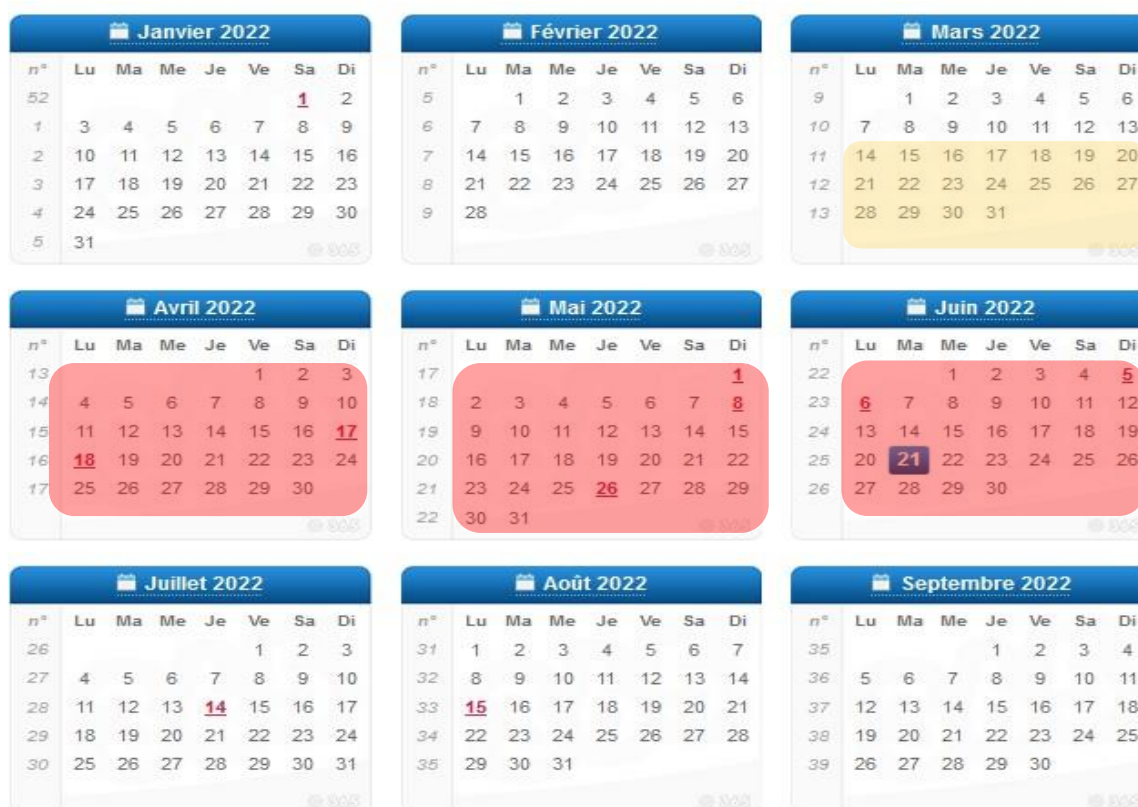 Janvier 2022
n° Lu Ma Me Je Ve Sa Di
52 1 2
1 3 4 5 6 7 8 9
2 10 11 12 13 14 15 16
3 17 18 19 20 21 22 23
4 24 25 26 27 28 29 30
5 31
© 365
Février 2022
n° Lu Ma Me Je Ve Sa Di
5 1 2 3 4 5 6
6 7 8 9 10 11 12 13
7 14 15 16 17 18 19 20
8 21 22 23 24 25 26 27
9 28
© 365
Mars 2022
n° Lu Ma Me Je Ve Sa Di
9 1 2 3 4 5 6
10 7 8 9 10 11 12 13
11 14 15 16 17 18 19 20
12 21 22 23 24 25 26 27
13 28 29 30 31
© 365
Avril 2022
n° Lu Ma Me Je Ve Sa Di
13 1 2 3
14 4 5 6 7 8 9 10
15 11 12 13 14 15 16 17
16 18 19 20 21 22 23 24
17 25 26 27 28 29 30
© 365
Mai 2022
n° Lu Ma Me Je Ve Sa Di
17 1
18 2 3 4 5 6 7 8
19 9 10 11 12 13 14 15
20 16 17 18 19 20 21 22
21 23 24 25 26 27 28 29
22 30 31
© 365
Juin 2022
n° Lu Ma Me Je Ve Sa Di
22 1 2 3 4 5
23 6 7 8 9 10 11 12
24 13 14 15 16 17 18 19
25 20 21 22 23 24 25 26
26 27 28 29 30
© 365
Juillet 2022
n° Lu Ma Me Je Ve Sa Di
26 1 2 3
27 4 5 6 7 8 9 10
28 11 12 13 14 15 16 17
29 18 19 20 21 22 23 24
30 25 26 27 28 29 30 31
© 365
Août 2022
n° Lu Ma Me Je Ve Sa Di
31 1 2 3 4 5 6 7
32 8 9 10 11 12 13 14
33 15 16 17 18 19 20 21
34 22 23 24 25 26 27 28
35 29 30 31
© 365
Septembre 2022
n° Lu Ma Me Je Ve Sa Di
35 1 2 3 4
36 5 6 7 8 9 10 11
37 12 13 14 15 16 17 18
38 19 20 21 22 23 24 25
39 26 27 28 29 30
© 365